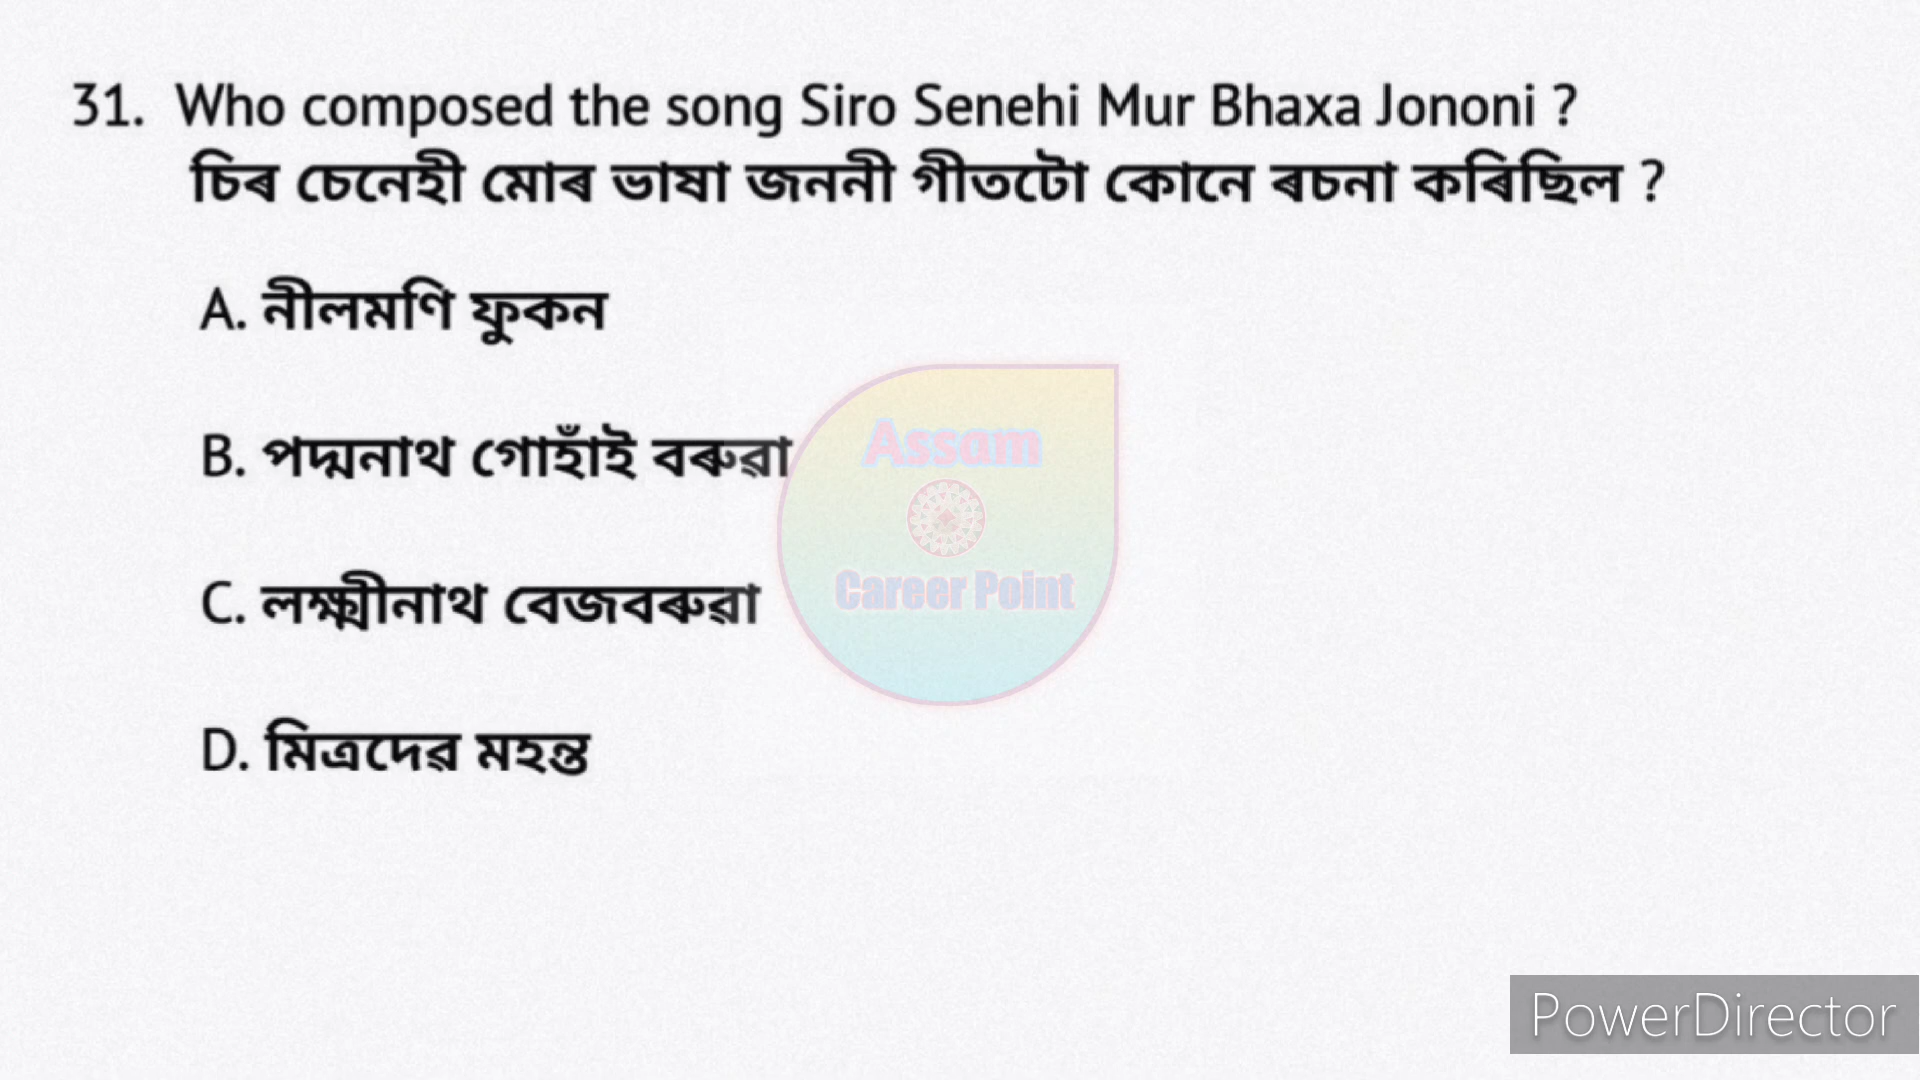 31. Who composed the song Siro Senehi Mur Bhaxa Jononi ?
চিৰ চেনেহী মোৰ ভাষা জননী গীতটো কোনে ৰচনা কৰিছিল ?
A. নীলমণি ফুকন
B. পদ্মনাথ গোহাঁই বৰুৱা
Assam
Career Point
C. লক্ষ্মীনাথ বেজবৰুৱা
D. মিত্ৰদেৱ মহন্ত
PowerDirector